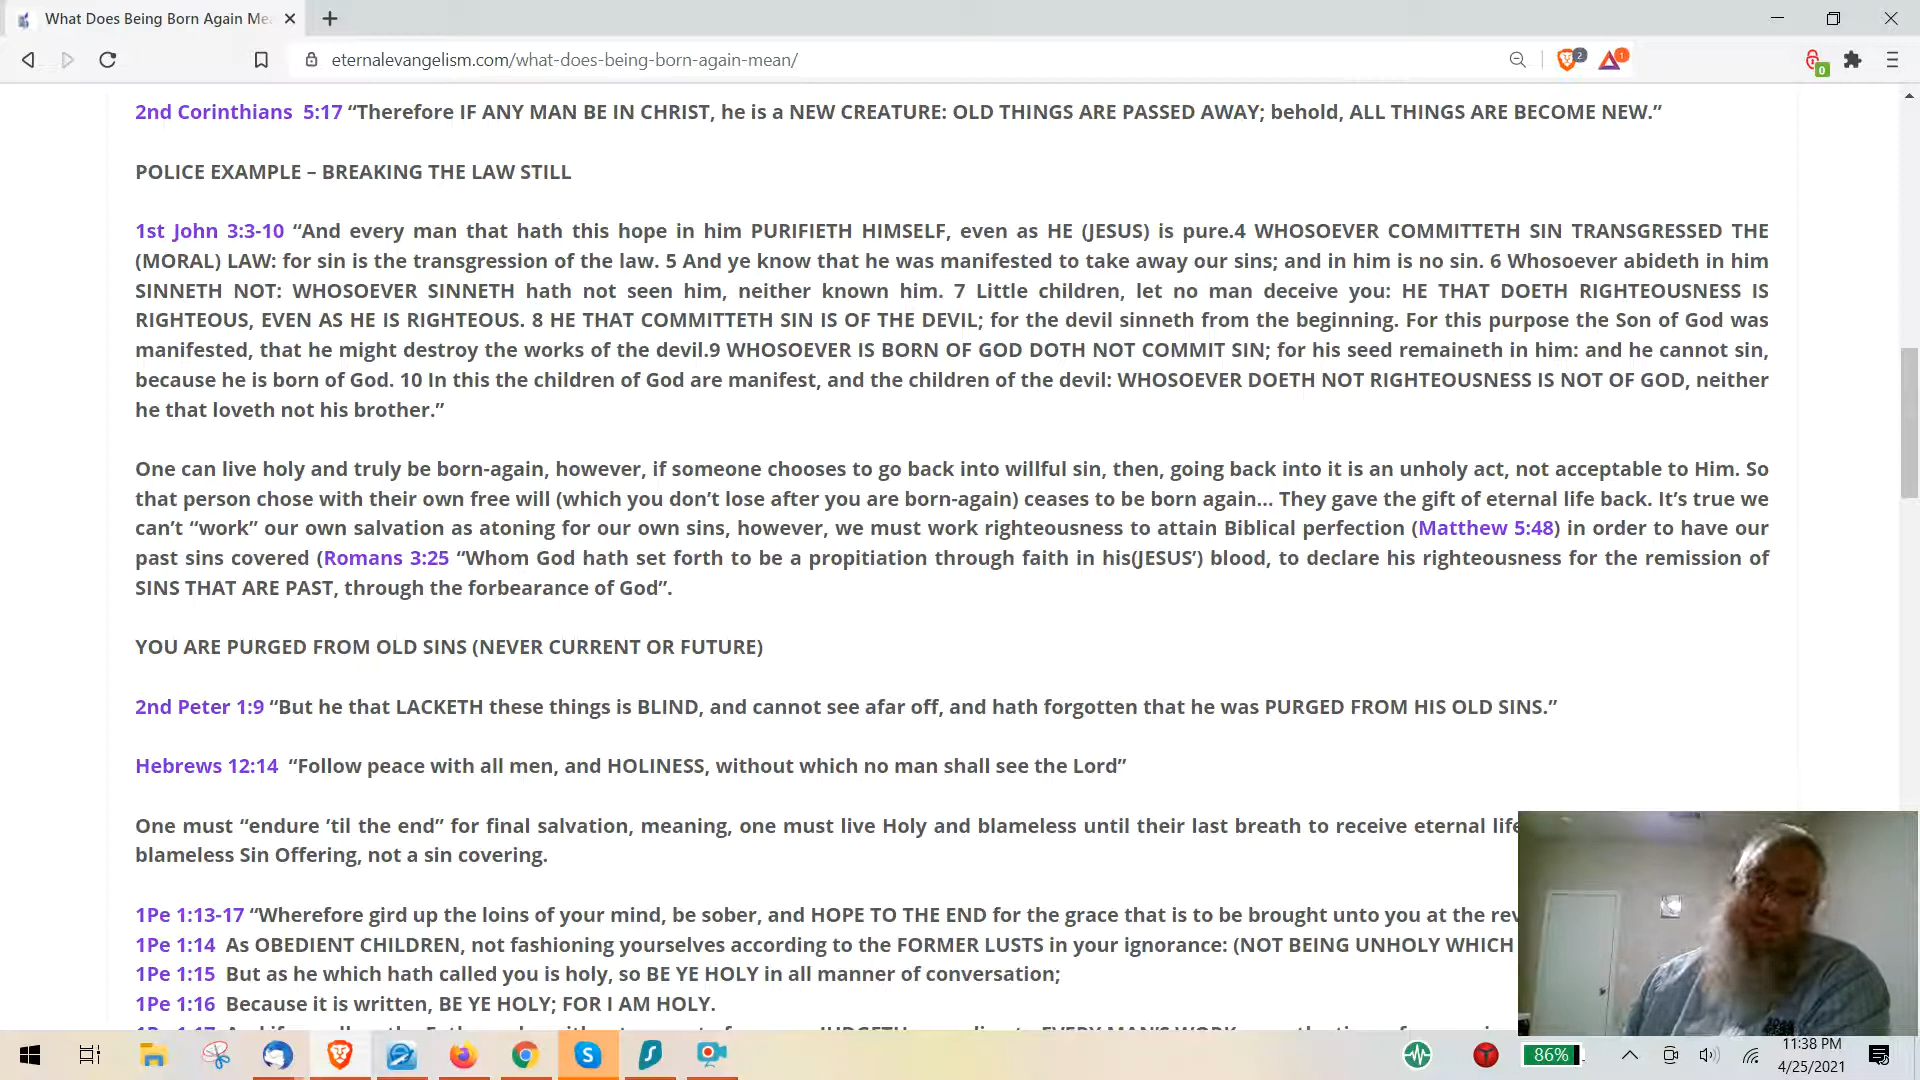 What Does Being Born Again Me
eternalevangelism.com/what-does-being-born-again-mean/
2
1
0
2nd Corinthians 5:17 “Therefore IF ANY MAN BE IN CHRIST, he is a NEW CREATURE: OLD THINGS ARE PASSED AWAY; behold, ALL THINGS ARE BECOME NEW.”
POLICE EXAMPLE – BREAKING THE LAW STILL
1st John 3:3-10 “And every man that hath this hope in him PURIFIETH HIMSELF, even as HE (JESUS) is pure.4 WHOSOEVER COMMITTETH SIN TRANSGRESSED THE
(MORAL) LAW: for sin is the transgression of the law. 5 And ye know that he was manifested to take away our sins; and in him is no sin. 6 Whosoever abideth in him
SINNETH NOT: WHOSOEVER SINNETH hath not seen him, neither known him. 7 Little children, let no man deceive you: HE THAT DOETH RIGHTEOUSNESS IS
RIGHTEOUS, EVEN AS HE IS RIGHTEOUS. 8 HE THAT COMMITTETH SIN IS OF THE DEVIL; for the devil sinneth from the beginning. For this purpose the Son of God was
manifested, that he might destroy the works of the devil.9 WHOSOEVER IS BORN OF GOD DOTH NOT COMMIT SIN; for his seed remaineth in him: and he cannot sin,
because he is born of God. 10 In this the children of God are manifest, and the children of the devil: WHOSOEVER DOETH NOT RIGHTEOUSNESS IS NOT OF GOD, neither
he that loveth not his brother.”
One can live holy and truly be born-again, however, if someone chooses to go back into willful sin, then, going back into it is an unholy act, not acceptable to Him. So
that person chose with their own free will (which you don’t lose after you are born-again) ceases to be born again… They gave the gift of eternal life back. It’s true we
can’t “work” our own salvation as atoning for our own sins, however, we must work righteousness to attain Biblical perfection (Matthew 5:48) in order to have our
past sins covered (Romans 3:25 “Whom God hath set forth to be a propitiation through faith in his(JESUS’) blood, to declare his righteousness for the remission of
SINS THAT ARE PAST, through the forbearance of God”.
YOU ARE PURGED FROM OLD SINS (NEVER CURRENT OR FUTURE)
2nd Peter 1:9 “But he that LACKETH these things is BLIND, and cannot see afar off, and hath forgotten that he was PURGED FROM HIS OLD SINS.”
Hebrews 12:14 “Follow peace with all men, and HOLINESS, without which no man shall see the Lord”
One must “endure ’til the end” for final salvation, meaning, one must live Holy and blameless until their last breath to receive eternal life
blameless Sin Offering, not a sin covering.
1Pe 1:13-17 “Wherefore gird up the loins of your mind, be sober, and HOPE TO THE END for the grace that is to be brought unto you at the rev
1Pe 1:14 As OBEDIENT CHILDREN, not fashioning yourselves according to the FORMER LUSTS in your ignorance: (NOT BEING UNHOLY WHICH
1Pe 1:15 But as he which hath called you is holy, so BE YE HOLY in all manner of conversation;
1Pe 1:16 Because it is written, BE YE HOLY; FOR I AM HOLY.
86%
11:38 PM
4/25/2021